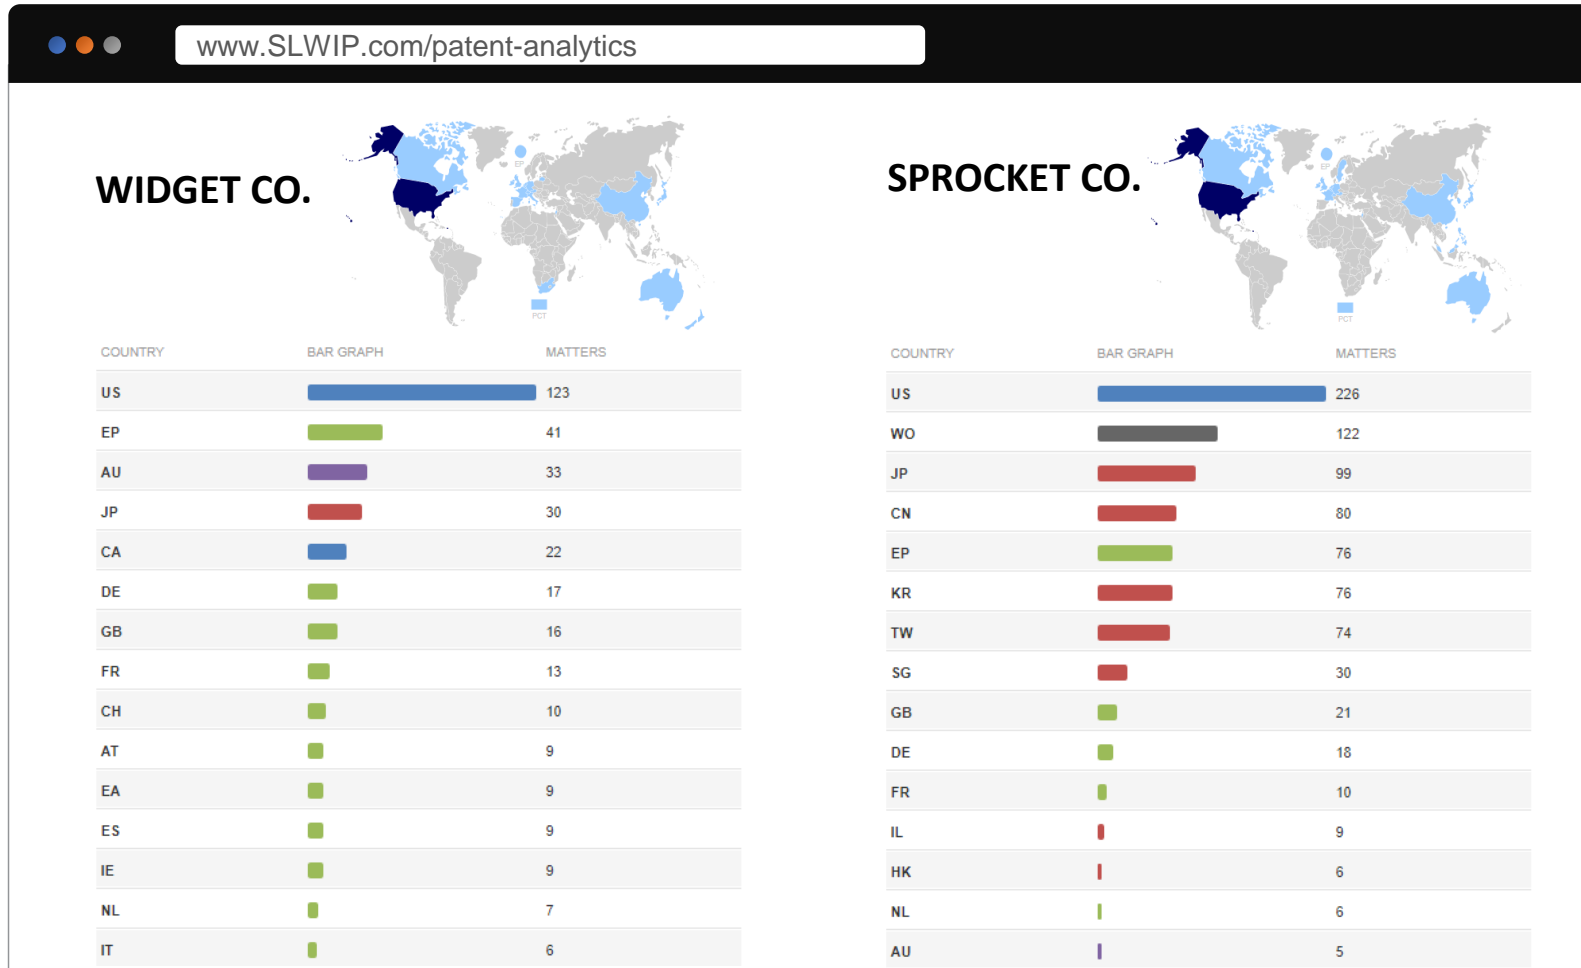 www.SLWIP.com/patent-analytics
WIDGET CO.
EP
PCT
COUNTRY BAR GRAPH MATTERS
US 123
EP 41
AU 33
JP 30
CA 22
DE 17
GB 16
FR 13
CH 10
AT 9
EA 9
ES 9
IE 9
NL 7
IT 6
SPROCKET CO.
EP
PCT
COUNTRY BAR GRAPH MATTERS
US 226
WO 122
JP 99
CN 80
EP 76
KR 76
TW 74
SG 30
GB 21
DE 18
FR 10
IL 9
HK 6
NL 6
AU 5